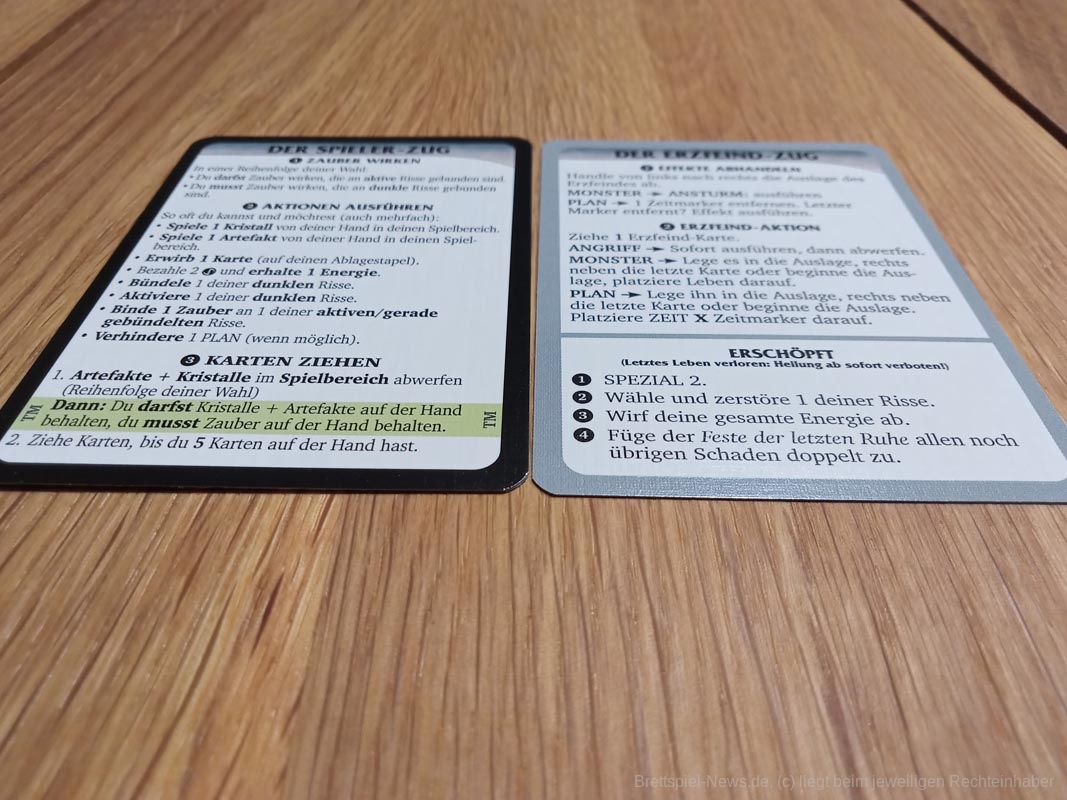 DER SPIELER-ZUG
1 ZAUBER WIRKEN
In einer Reihenfolge deiner Wahl:
• Du darfst Zauber wirken, die an aktive Risse gebunden sind.
• Du musst Zauber wirken, die an dunkle Risse gebunden
sind.
2 AKTIONEN AUSFÜHREN
So oft du kannst und möchtest (auch mehrfach):
• Spiele 1 Kristall von deiner Hand in deinen Spielbereich.
• Spiele 1 Artefakt von deiner Hand in deinen Spiel-
bereich.
• Erwirb 1 Karte (auf deinen Ablagestapel).
• Bezahle 2 und erhalte 1 Energie.
• Bündele 1 deiner dunklen Risse.
• Aktiviere 1 deiner dunklen Risse.
• Binde 1 Zauber an 1 deiner aktiven/gerade
gebündelten Risse.
• Verhindere 1 PLAN (wenn möglich).
3 KARTEN ZIEHEN
1. Artefakte + Kristalle im Spielbereich abwerfen
(Reihenfolge deiner Wahl)
TM Dann: Du darfst Kristalle + Artefakte auf der Hand TM
behalten, du musst Zauber auf der Hand behalten.
2. Ziehe Karten, bis du 5 Karten auf der Hand hast.
DER ERZFEIND-ZUG
1 EFFEKTE ABHANDELN
Handle von links nach rechts die Auslage des
Erzfeindes ab.
MONSTER → ANSTURM: ausführen
PLAN → 1 Zeitmarker entfernen. Letzter
Marker entfernt? Effekt ausführen.
2 ERZFEIND-AKTION
Ziehe 1 Erzfeind-Karte.
ANGRIFF → Sofort ausführen, dann abwerfen.
MONSTER → Lege es in die Auslage, rechts
neben die letzte Karte oder beginne die Aus-
lage, platziere Leben darauf.
PLAN → Lege ihn in die Auslage, rechts neben
die letzte Karte oder beginne die Auslage.
Platziere ZEIT X Zeitmarker darauf.
ERSCHÖPFT
(Letztes Leben verloren: Heilung ab sofort verboten!)
1 SPEZIAL 2.
2 Wähle und zerstöre 1 deiner Risse.
3 Wirf deine gesamte Energie ab.
4 Füge der Feste der letzten Ruhe allen noch
übrigen Schaden doppelt zu.
Brettspiel-News.de, (c) liegt beim jeweiligen Rechteinhaber